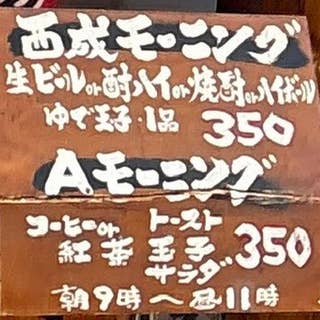 西成モーニング
生ビールor酎ハイor焼酎orハイボール
ゆで玉子・1品 350
A.モーニング
コーヒーor トースト
紅茶 玉子 350
サラダ
朝9時〜昼11時